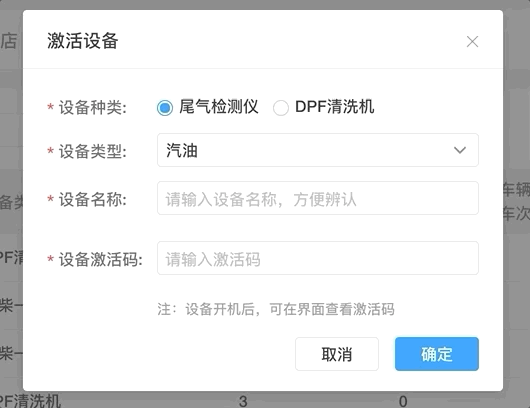 激活设备
店
* 设备种类: 尾气检测仪 DPF清洗机
* 设备类型: 汽油
* 设备名称: 请输入设备名称，方便辨认
备类
车辆
车次
* 设备激活码: 请输入激活码
PF清
注：设备开机后，可在界面查看激活码
柴一
取消 确定
柴一
PF清洗机 3 0